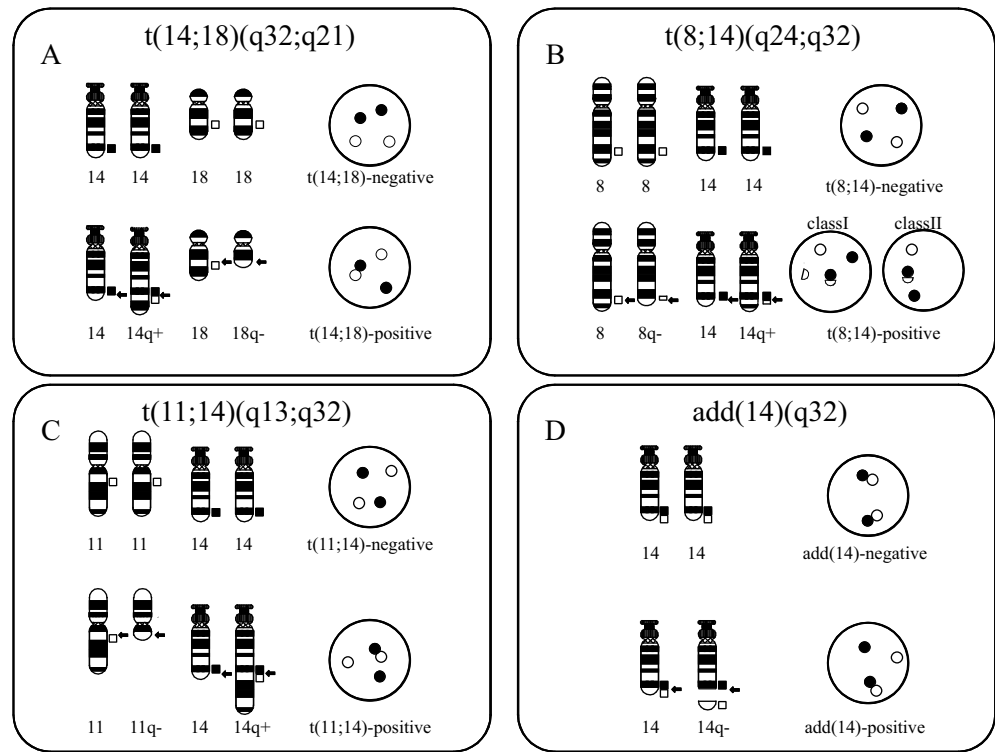 A
t(14;18)(q32;q21)
14 14 18 18
t(14;18)-negative
14 14q+ 18 18q-
t(14;18)-positive
B
t(8;14)(q24;q32)
8 8 14 14
t(8;14)-negative
classI classII
8 8q- 14 14q+
t(8;14)-positive
C
t(11;14)(q13;q32)
11 11 14 14
t(11;14)-negative
11 11q- 14 14q+
t(11;14)-positive
D
add(14)(q32)
14 14
add(14)-negative
14 14q-
add(14)-positive